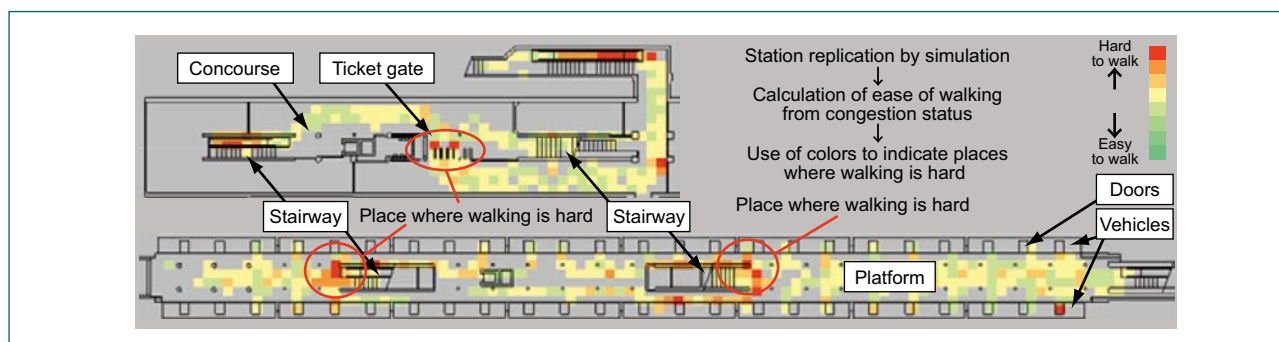 Concourse
Ticket gate
Station replication by simulation
↓
Calculation of ease of walking
from congestion status
↓
Use of colors to indicate places
where walking is hard
Hard
to walk
Easy
to walk
Stairway
Place where walking is hard
Stairway
Place where walking is hard
Doors
Vehicles
Platform